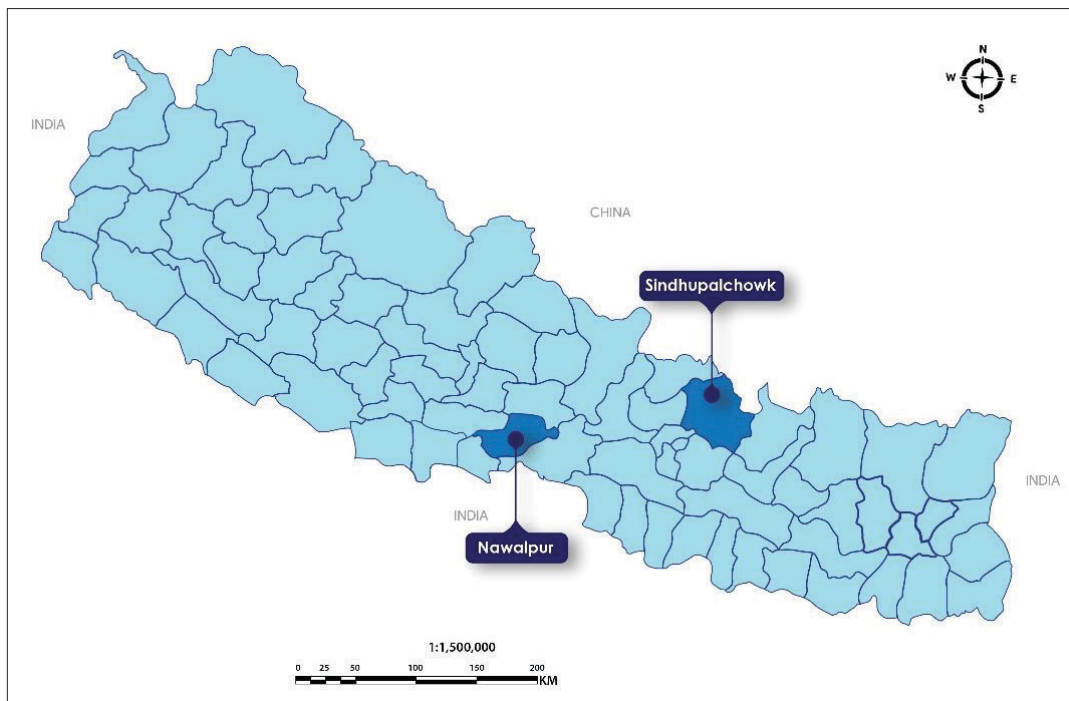 N
W E
S
INDIA
CHINA
Sindhupalchowk
INDIA
INDIA
Nawalpur
1:1,500,000
0 25 50 100 150 200
KM